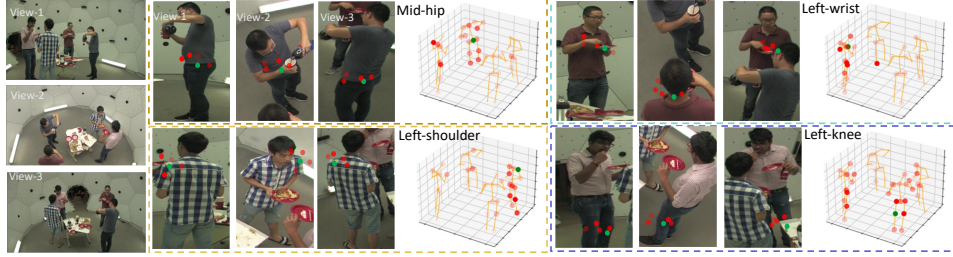 View-1
View-2
View-3
View-1
View-2
View-3
Mid-hip
Left-wrist
Left-shoulder
Left-knee